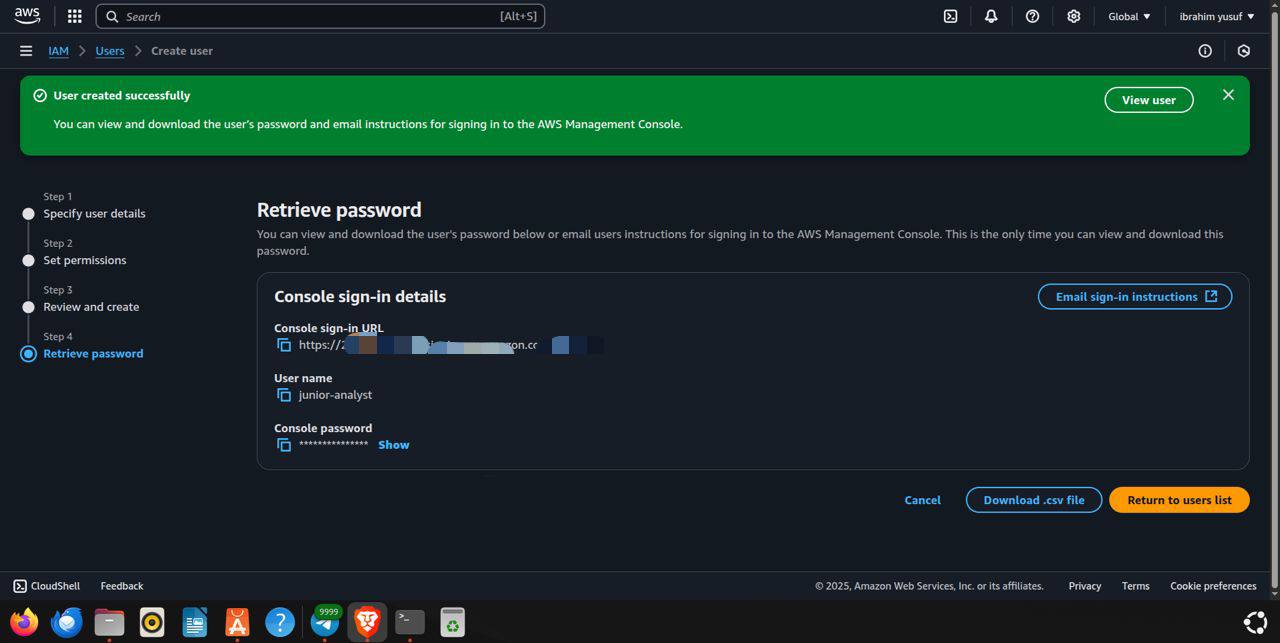 aws
Search [Alt+S]
Global ▼
ibrahim yusuf ▼
IAM > Users > Create user
User created successfully
You can view and download the user's password and email instructions for signing in to the AWS Management Console.
View user
Step 1
Specify user details
Step 2
Set permissions
Step 3
Review and create
Step 4
Retrieve password
Retrieve password
You can view and download the user's password below or email users instructions for signing in to the AWS Management Console. This is the only time you can view and download this
password.
Console sign-in details
Email sign-in instructions
Console sign-in URL
https://2
User name
junior-analyst
Console password
*************** Show
Cancel
Download .csv file
Return to users list
CloudShell
Feedback
© 2025, Amazon Web Services, Inc. or its affiliates.
Privacy
Terms
Cookie preferences
9999